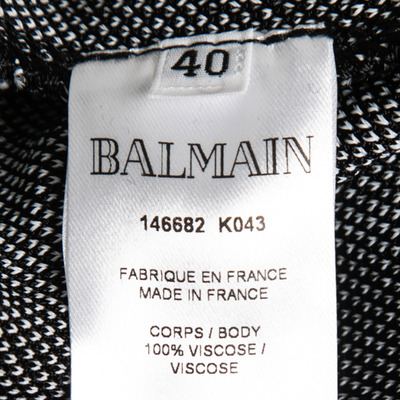 40
BALMAIN
146682 K043
FABRIQUE EN FRANCE
MADE IN FRANCE
CORPS / BODY
100% VISCOSE /
VISCOSE